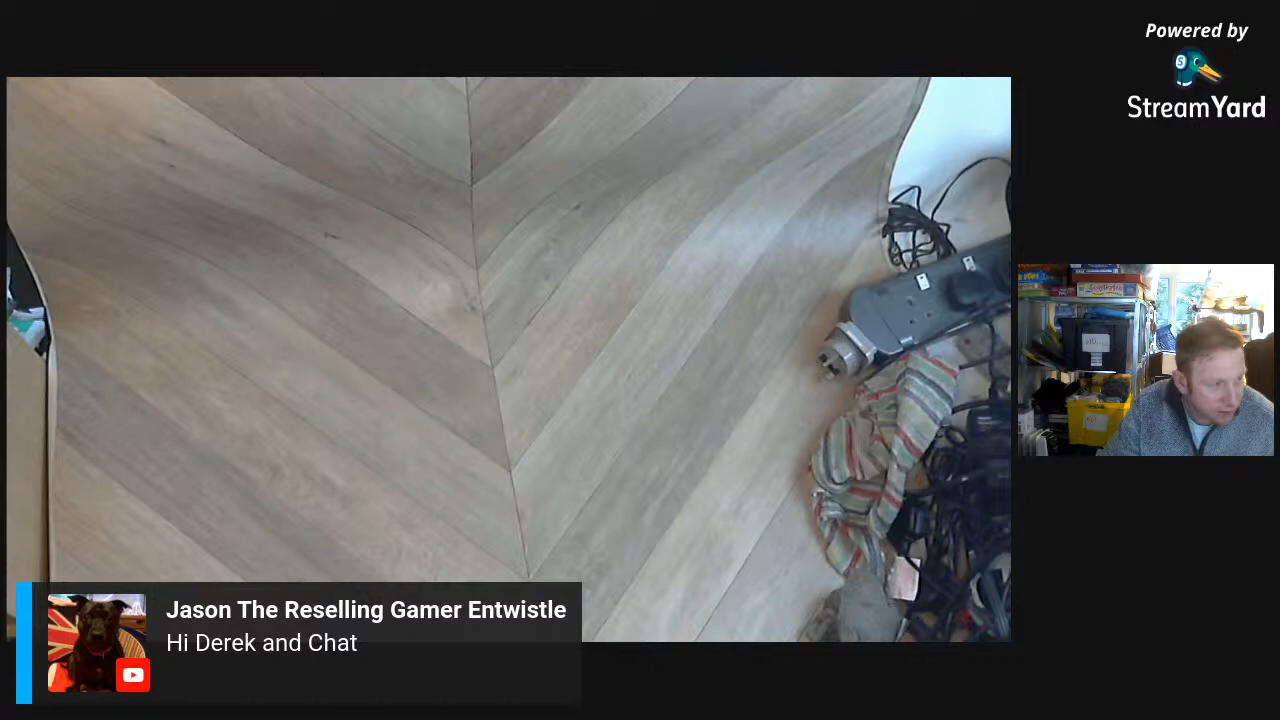 Powered by
StreamYard
Jason The Reselling Gamer Entwistle
Hi Derek and Chat